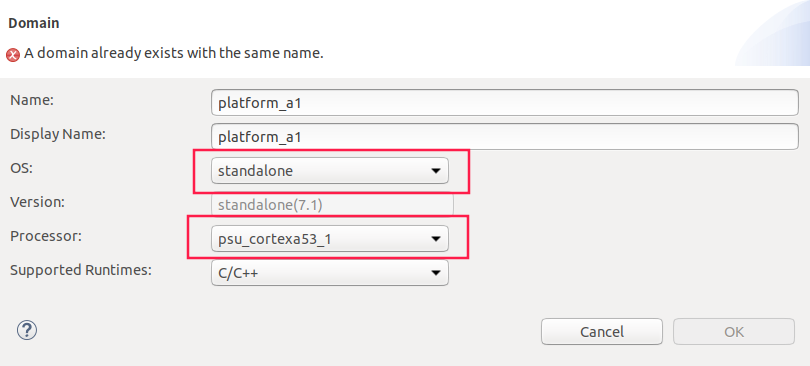 Domain
A domain already exists with the same name.
Name: platform_a1
Display Name: platform_a1
OS: standalone
Version: standalone(7.1)
Processor: psu_cortexa53_1
Supported Runtimes: C/C++
? Cancel OK